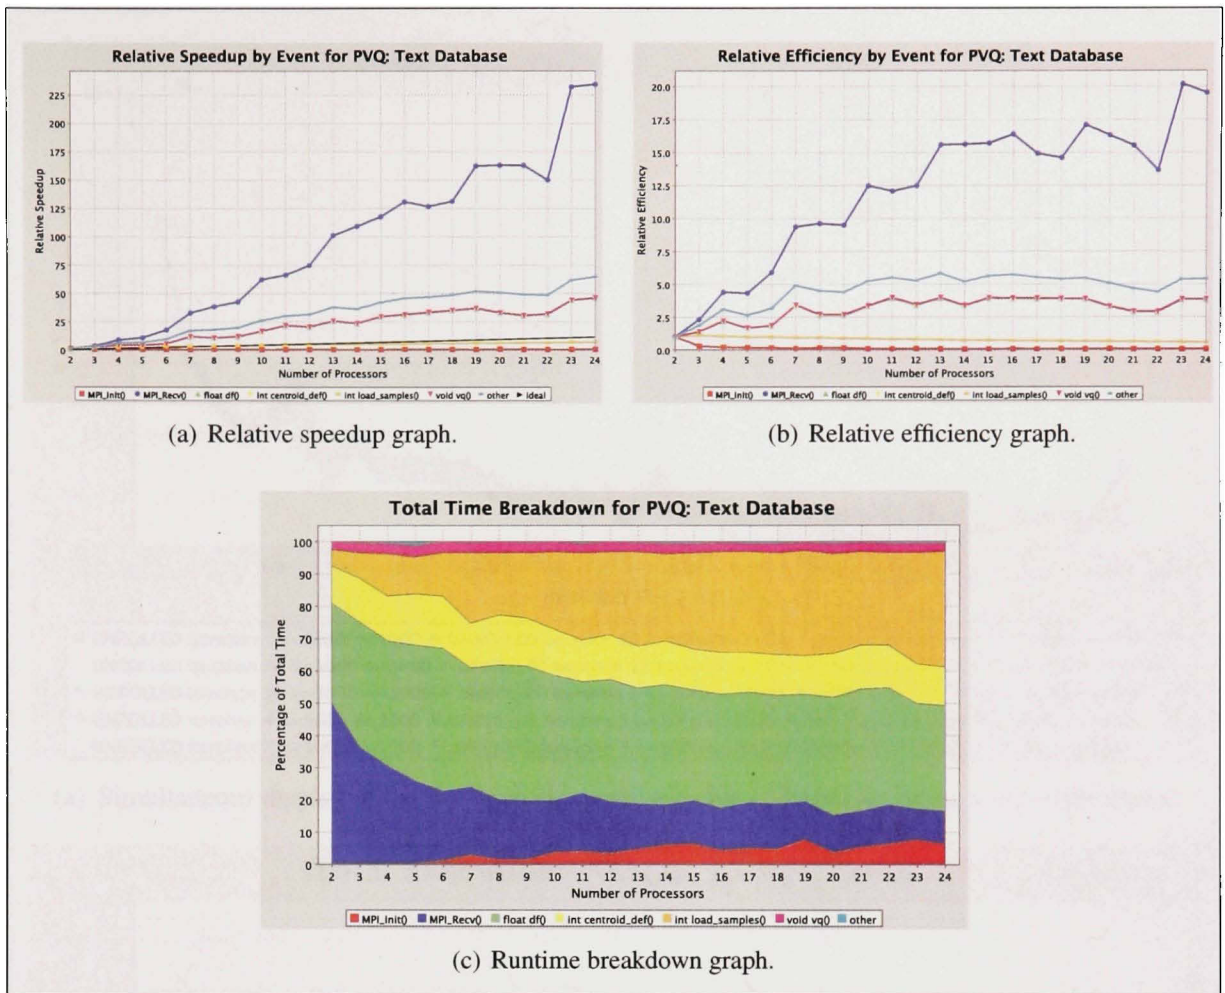 Relative Speedup by Event for PVQ: Text Database
225
200
175
150
125
100
75
50
25
0
Relative Speedup
2 3 4 5 6 7 8 9 10 11 12 13 14 15 16 17 18 19 20 21 22 23 24
Number of Processors
MPI_Init() MPI_Recv() float df() int centroid_def() int load_samples() void vq() other ideal
(a) Relative speedup graph.
Relative Efficiency by Event for PVQ: Text Database
20.0
17.5
15.0
12.5
10.0
7.5
5.0
2.5
0.0
Relative Efficiency
2 3 4 5 6 7 8 9 10 11 12 13 14 15 16 17 18 19 20 21 22 23 24
Number of Processors
MPI_Init() MPI_Recv() float df() int centroid_def() int load_samples() void vq() other
(b) Relative efficiency graph.
Total Time Breakdown for PVQ: Text Database
100
90
80
70
60
50
40
30
20
10
0
Percentage of Total Time
2 3 4 5 6 7 8 9 10 11 12 13 14 15 16 17 18 19 20 21 22 23 24
Number of Processors
MPI_Init() MPI_Recv() float df() int centroid_def() int load_samples() void vq() other
(c) Runtime breakdown graph.